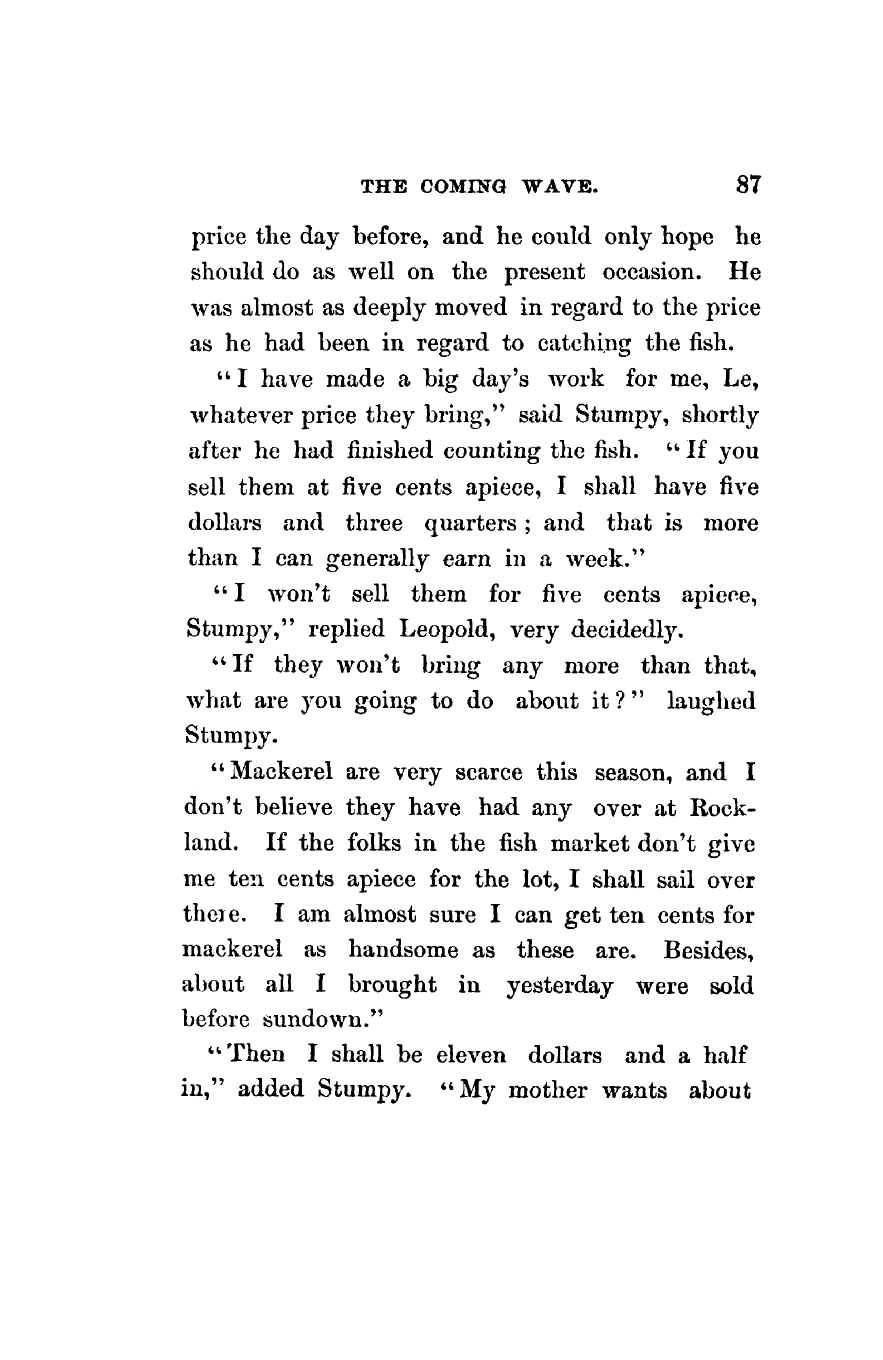 THE COMING WAVE. 87
price the day before, and he could only hope he
should do as well on the present occasion. He
was almost as deeply moved in regard to the price
as he had been in regard to catching the fish.
“I have made a big day's work for me, Le,
whatever price they bring,” said Stumpy, shortly
after he had finished counting the fish. “If you
sell them at five cents apiece, I shall have five
dollars and three quarters; and that is more
than I can generally earn in a week.”
“I won't sell them for five cents apiece,
Stumpy,” replied Leopold, very decidedly.
“If they won't bring any more than that,
what are you going to do about it?” laughed
Stumpy.
“Mackerel are very scarce this season, and I
don't believe they have had any over at Rock-
land. If the folks in the fish market don't give
me ten cents apiece for the lot, I shall sail over
there. I am almost sure I can get ten cents for
mackerel as handsome as these are. Besides,
about all I brought in yesterday were sold
before sundown.”
“Then I shall be eleven dollars and a half
in,” added Stumpy. “My mother wants about